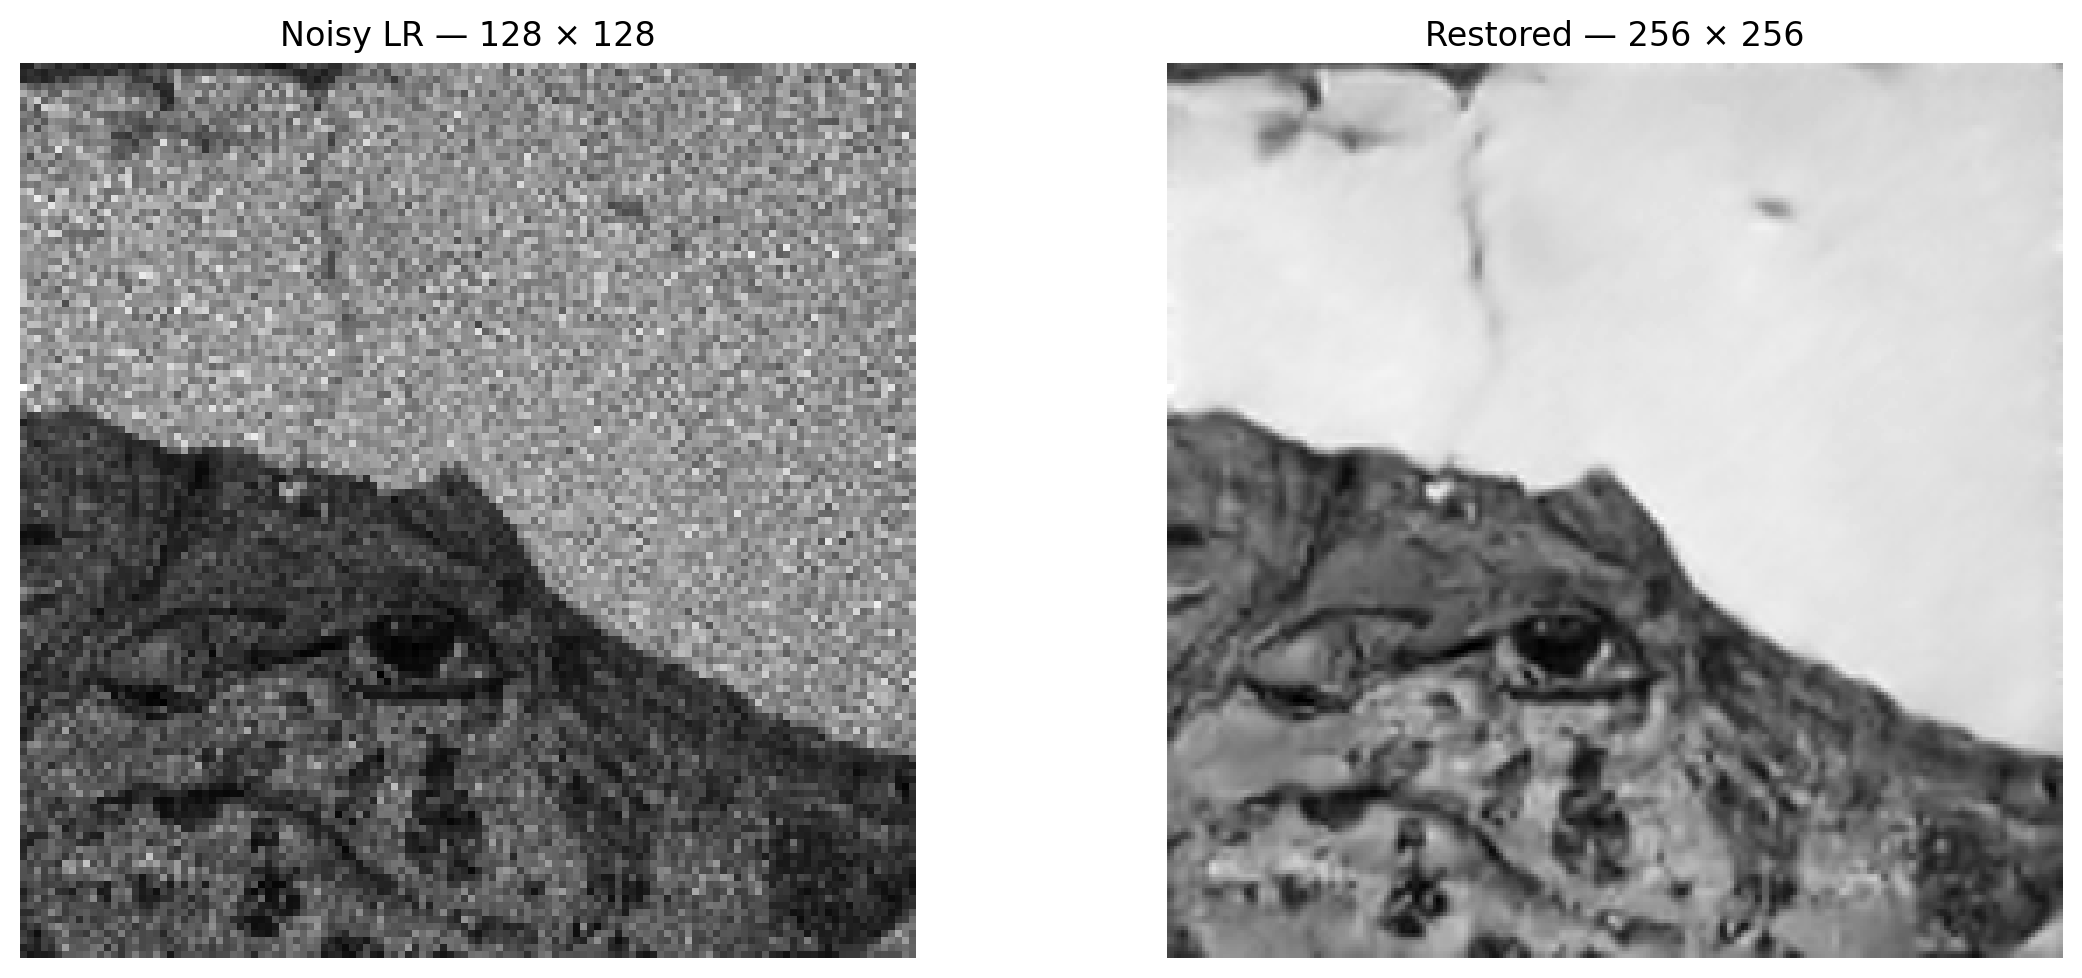 Noisy LR — 128 × 128
Restored — 256 × 256